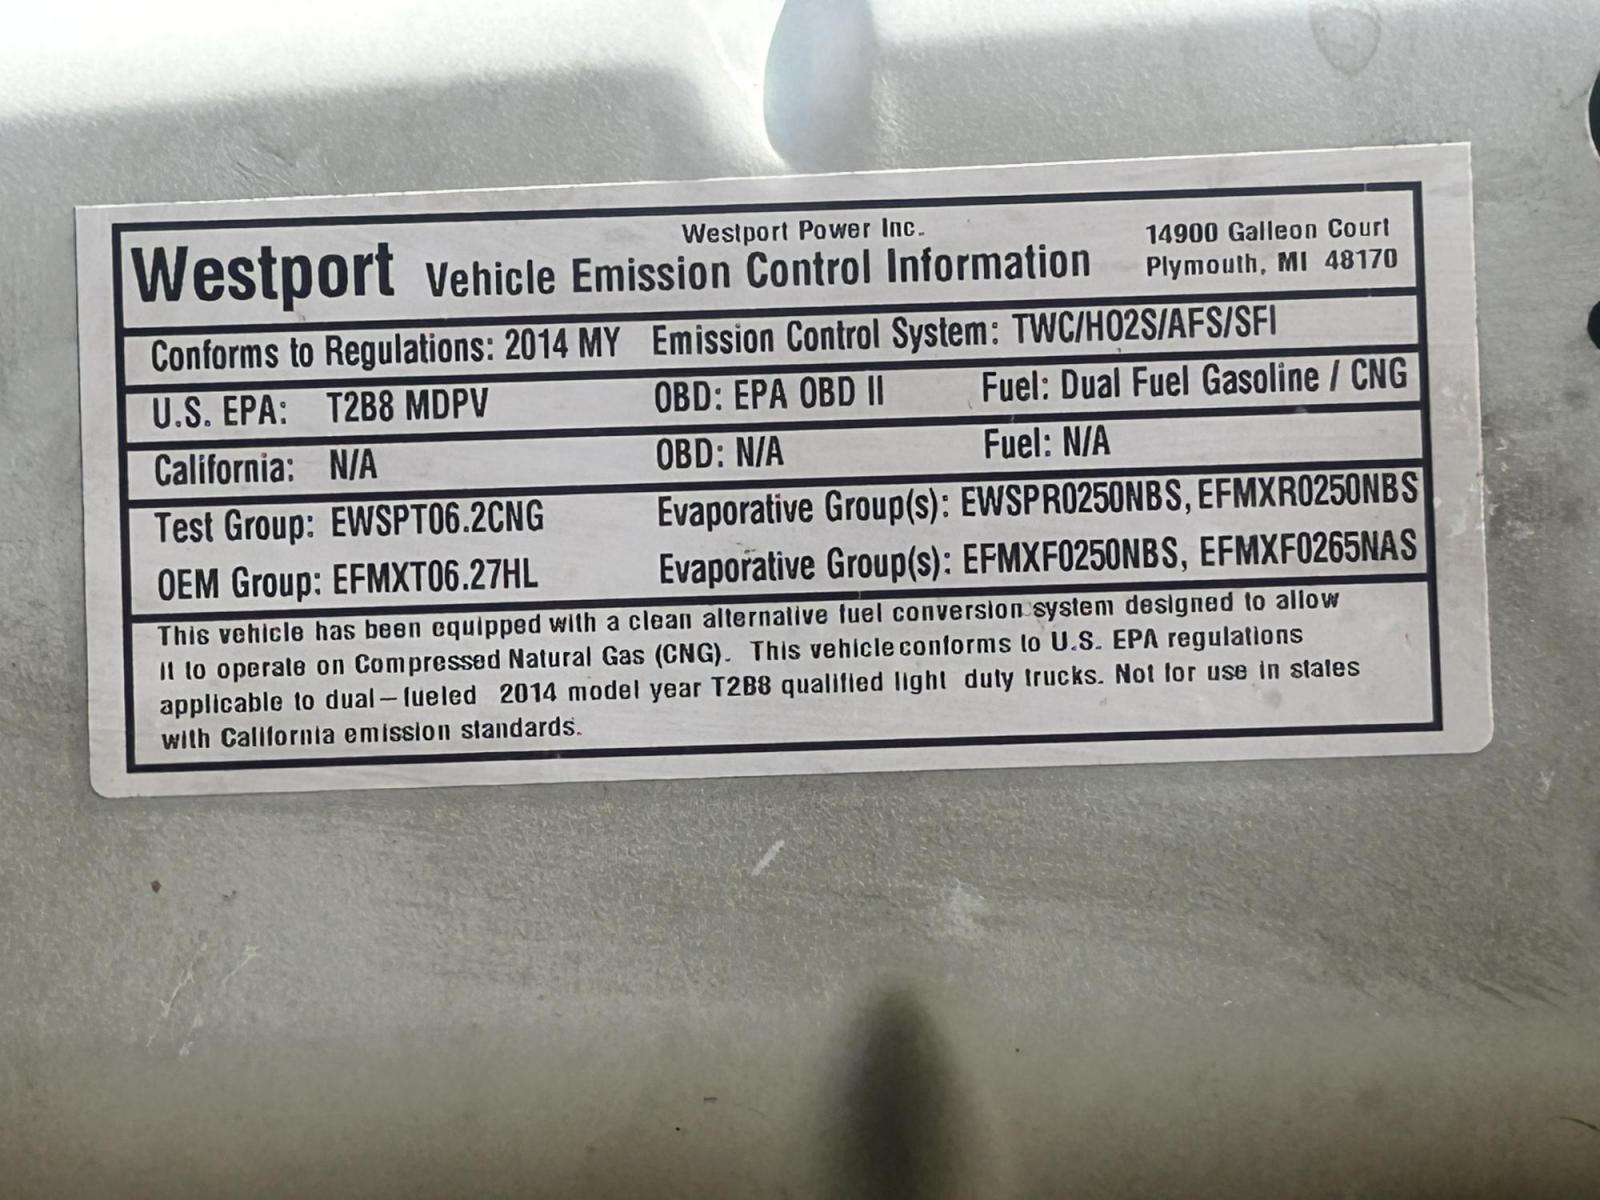 Westport Power Inc.
Westport Vehicle Emission Control Information
14900 Galleon Court
Plymouth, MI 48170
Conforms to Regulations: 2014 MY Emission Control System: TWC/HO2S/AFS/SFI
U.S. EPA: T2B8 MDPV OBD: EPA OBD II Fuel: Dual Fuel Gasoline / CNG
California: N/A OBD: N/A Fuel: N/A
Test Group: EWSPT06.2CNG Evaporative Group(s): EWSPR0250NBS, EFMXR0250NBS
OEM Group: EFMXT06.27HL Evaporative Group(s): EFMXF0250NBS, EFMXF0265NAS
This vehicle has been equipped with a clean alternative fuel conversion system designed to allow
it to operate on Compressed Natural Gas (CNG). This vehicle conforms to U.S. EPA regulations
applicable to dual-fueled 2014 model year T2B8 qualified light duty trucks. Not for use in states
with California emission standards.